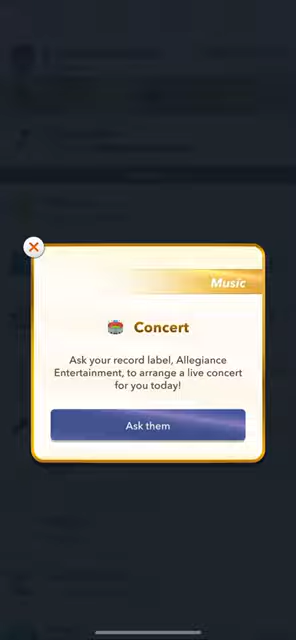 Music
Concert
Ask your record label, Allegiance
Entertainment, to arrange a live concert
for you today!
Ask them